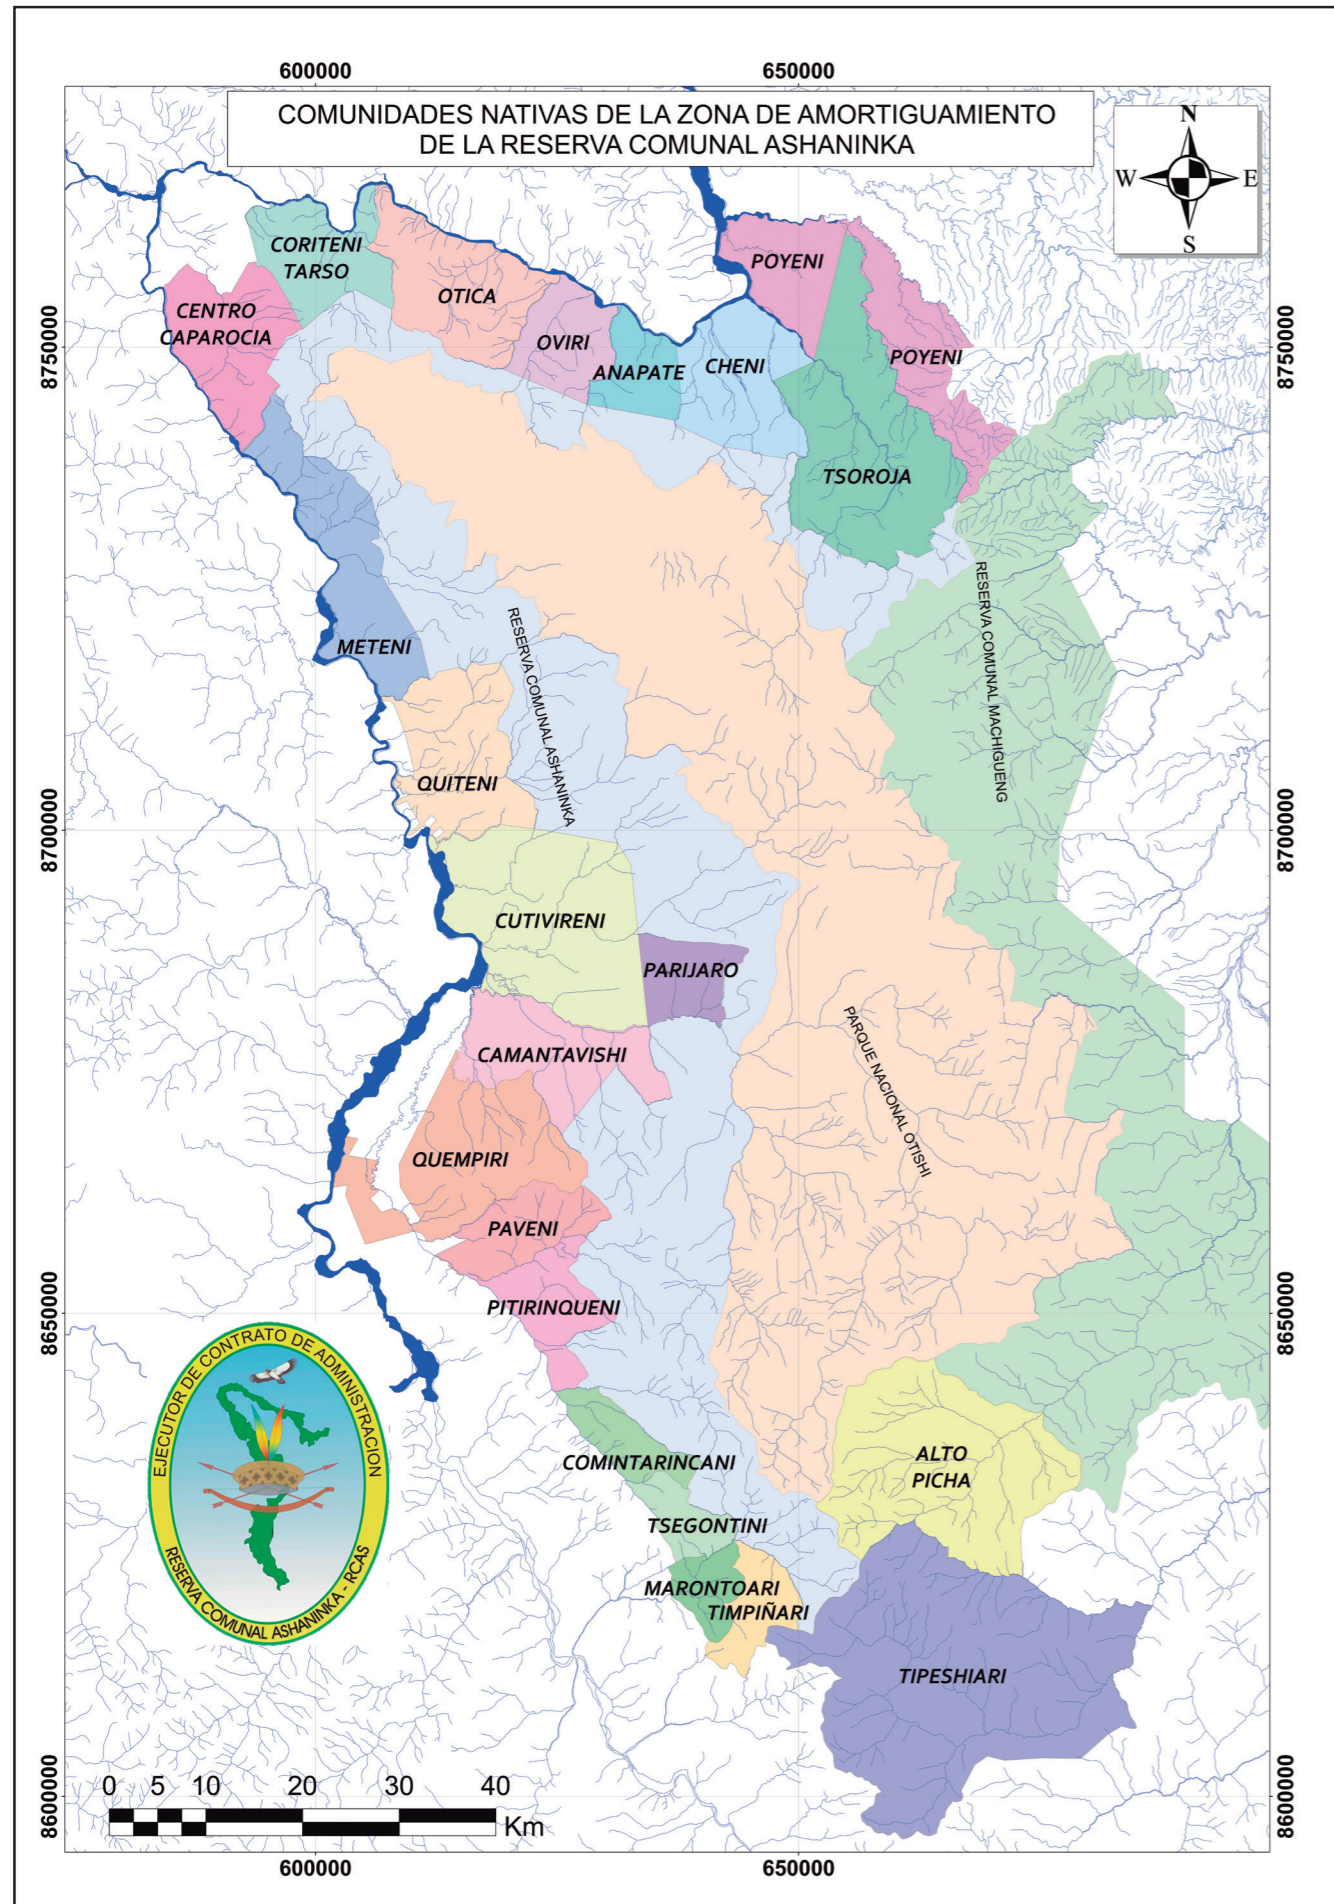 600000
650000
COMUNIDADES NATIVAS DE LA ZONA DE AMORTIGUAMIENTO
DE LA RESERVA COMUNAL ASHANINKA
N
W
E
S
CORITENI
TARSO
POYENI
OTICA
CENTRO
CAPAROCIA
OVIRI
8750000
8750000
POYENI
ANAPATE
CHENI
TSOROJA
RESERVA COMUNAL MACHIGUENG
RESERVA COMUNAL ASHANINKA
METENI
QUITENI
8700000
8700000
CUTIVIRENI
PARIJARO
PARQUE NACIONAL OTISHI
CAMANTAVISHI
QUEMPIRI
PAVENI
PITIRINQUENI
8650000
8650000
EJECUTOR DE CONTRATO DE ADMINISTRACION
RESERVA COMUNAL ASHANINKA - RCAS
ALTO
PICHA
COMINTARINCANI
TSEGONTINI
MARONTOARI
TIMPIÑARI
TIPESHIARI
0 5 10 20 30 40
Km
8600000
8600000
600000
650000